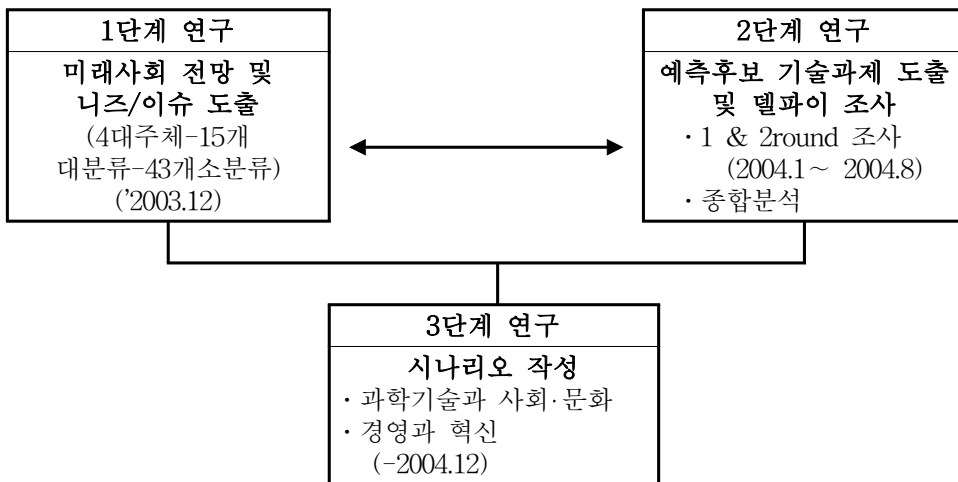 1단계 연구
미래사회 전망 및
니즈/이슈 도출
(4대주체-15개
대분류-43개소분류)
('2003.12)
2단계 연구
예측후보 기술과제 도출
및 델파이 조사
· 1 & 2round 조사
(2004.1~ 2004.8)
· 종합분석
3단계 연구
시나리오 작성
· 과학기술과 사회·문화
· 경영과 혁신
(-2004.12)